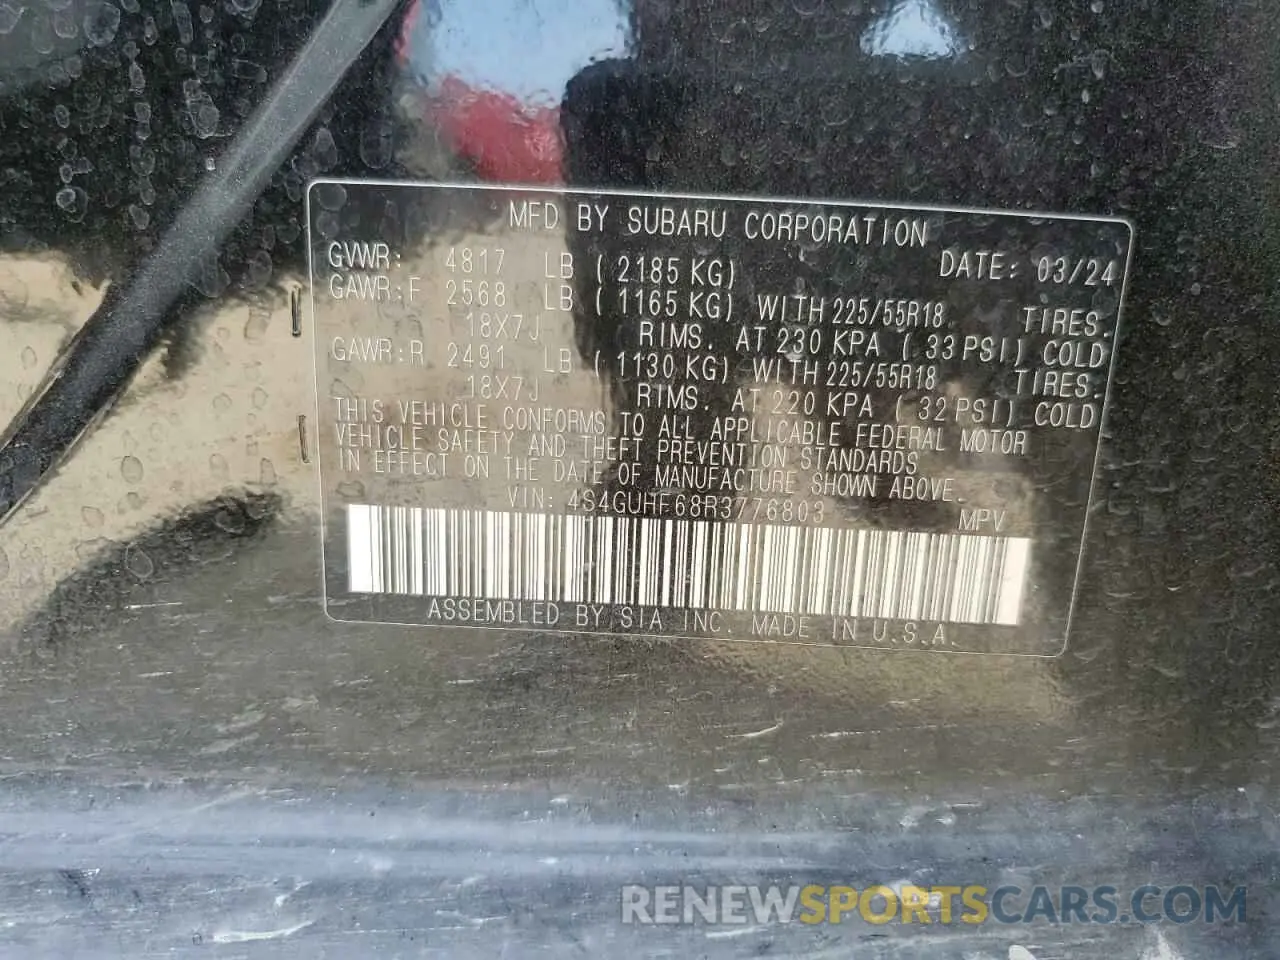 MFD BY SUBARU CORPORATION
GVWR: 4817 LB (2185 KG) DATE: 03/24
GAWR:F 2568 LB (1165 KG) WITH 225/55R18 TIRES.
18X7J RIMS. AT 230 KPA (33 PSI) COLD
GAWR:R 2491 LB (1130 KG) WITH 225/55R18 TIRES.
18X7J RIMS. AT 220 KPA (32 PSI) COLD
THIS VEHICLE CONFORMS TO ALL APPLICABLE FEDERAL MOTOR
VEHICLE SAFETY AND THEFT PREVENTION STANDARDS
IN EFFECT ON THE DATE OF MANUFACTURE SHOWN ABOVE.
VIN: 4S4GUHF68R3776803 MPV
ASSEMBLED BY SIA INC. MADE IN U.S.A.
RENEWSPORTSCARS.COM